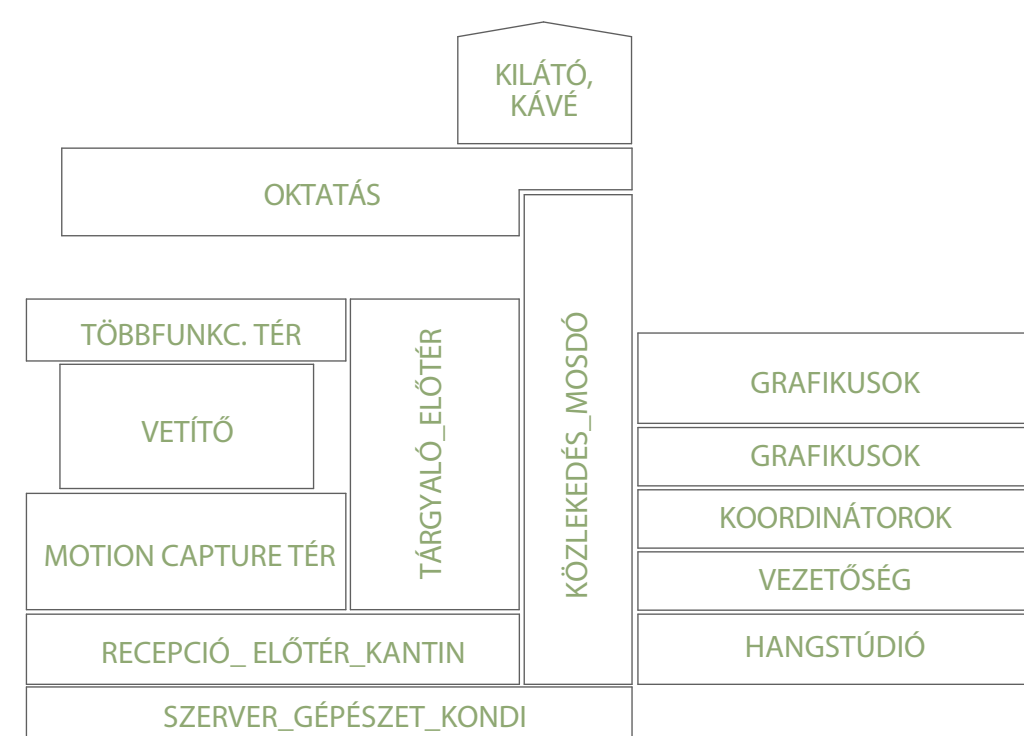 KILÁTÓ,
KÁVÉ
OKTATÁS
TÖBBFUNKC. TÉR
VETÍTŐ
MOTION CAPTURE TÉR
TÁRGYALÓ_ELŐTÉR
KÖZLEKEDÉS_MOSDÓ
GRAFIKUSOK
GRAFIKUSOK
KOORDINÁTOROK
VEZETŐSÉG
HANGSTÚDIÓ
RECEPCIÓ_ ELŐTÉR_KANTIN
SZERVER_GÉPÉSZET_KONDI